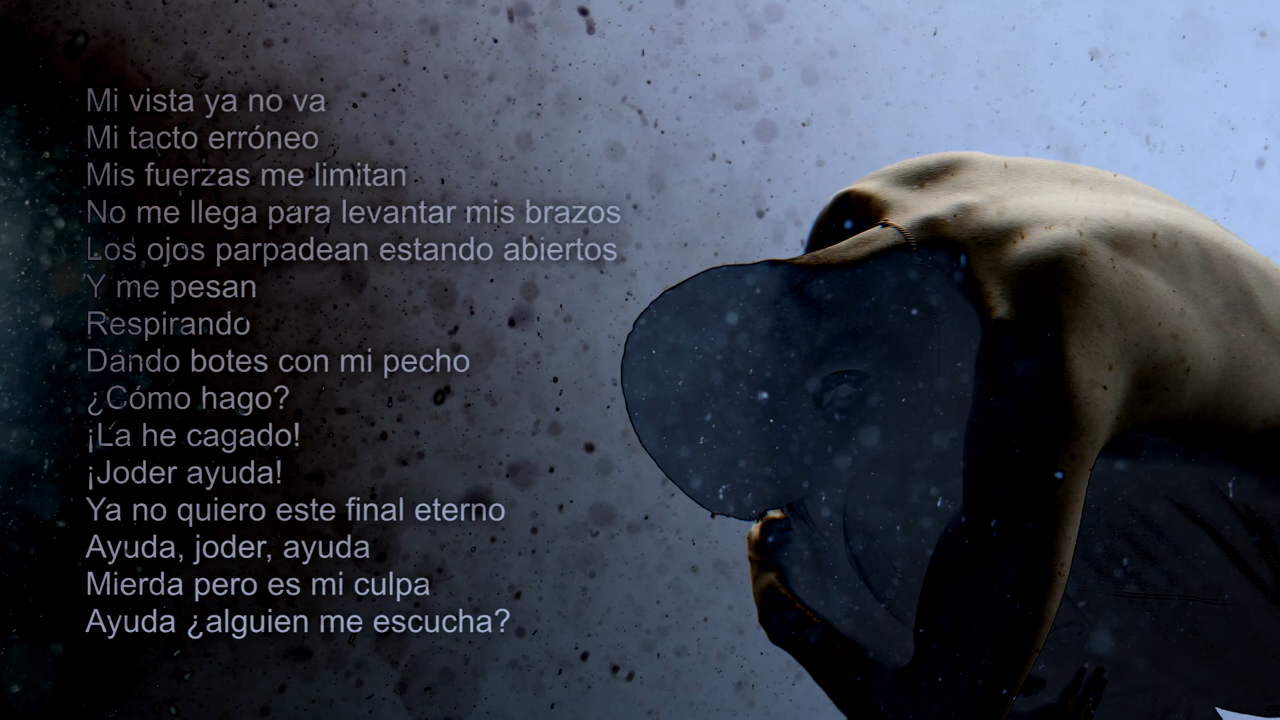 Mi vista ya no va
Mi tacto erróneo
Mis fuerzas me limitan
No me llega para levantar mis brazos
Los ojos parpadean estando abiertos
Y me pesan
Respirando
Dando botes con mi pecho
¿Cómo hago?
¡La he cagado!
¡Joder ayuda!
Ya no quiero este final eterno
Ayuda, joder, ayuda
Mierda pero es mi culpa
Ayuda ¿alguien me escucha?